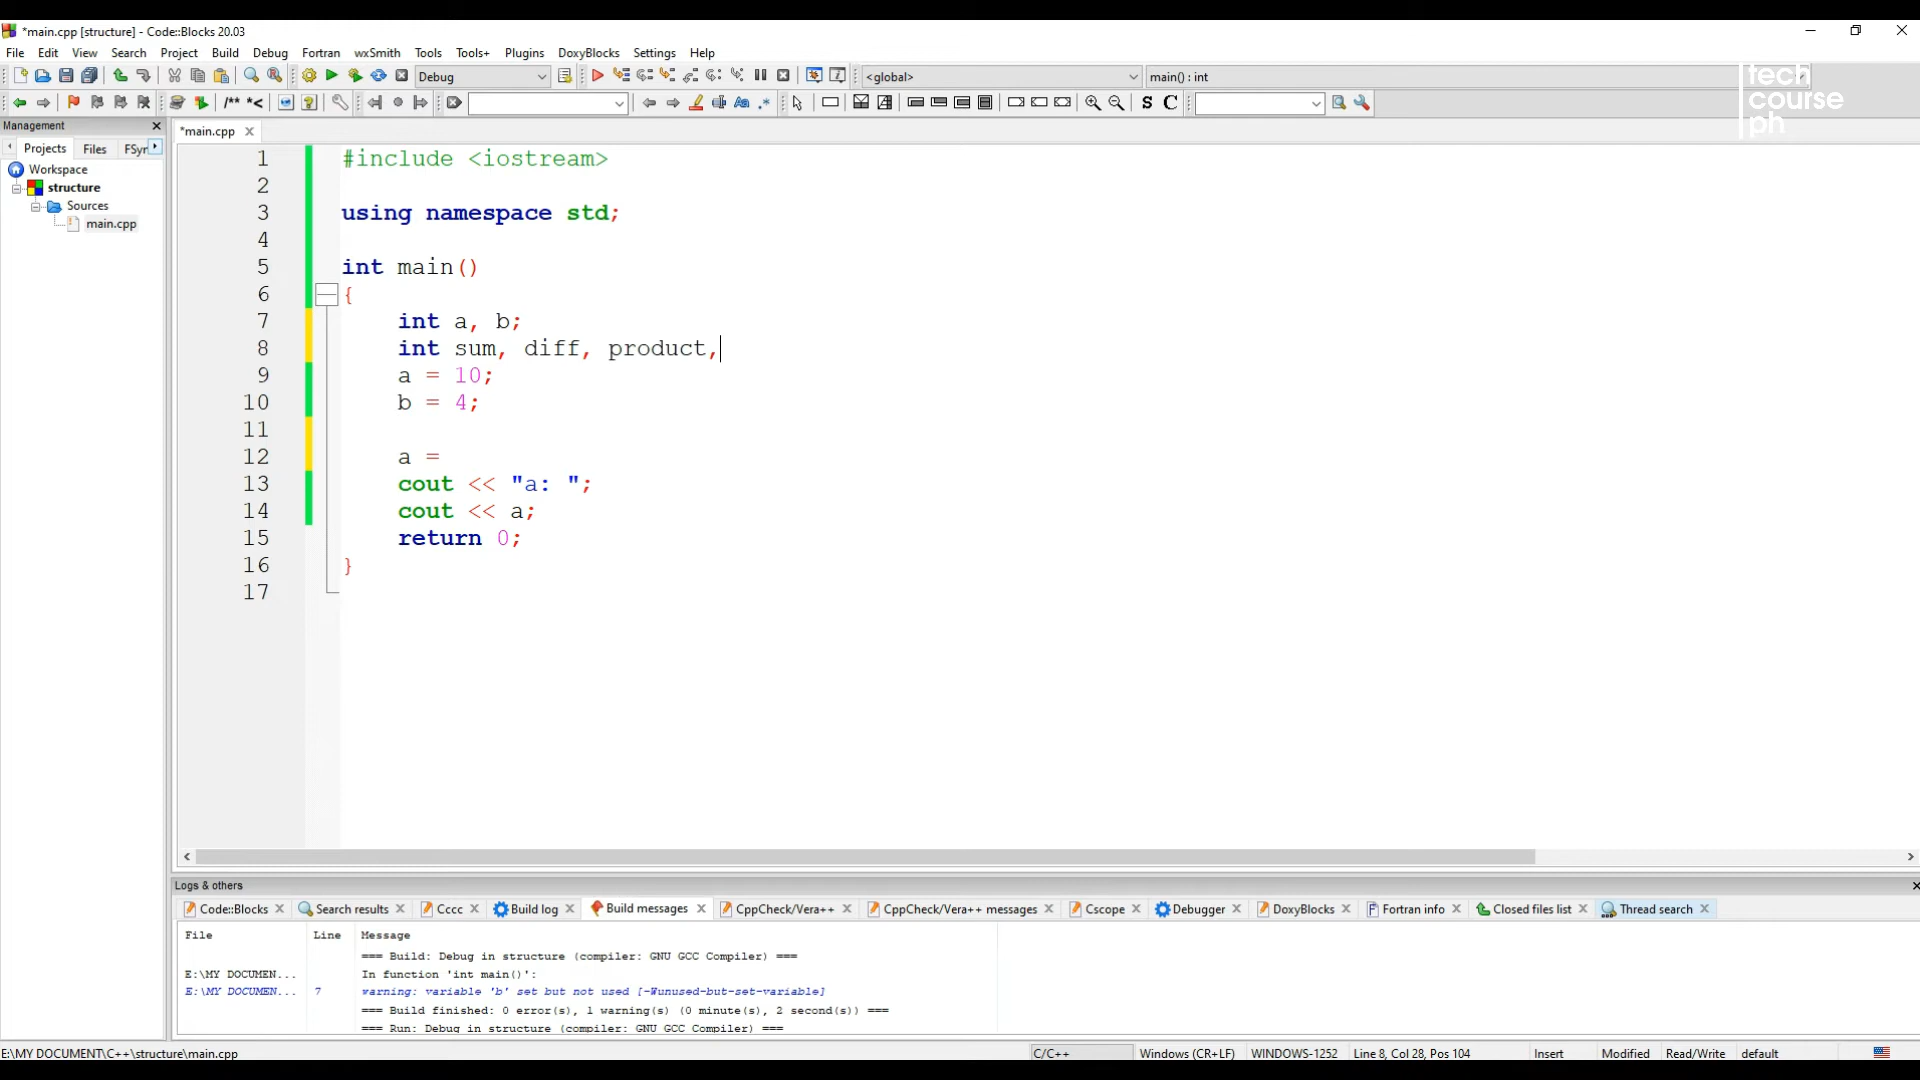 *main.cpp [structure] - Code::Blocks 20.03
File Edit View Search Project Build Debug Fortran wxSmith Tools Tools+ Plugins DoxyBlocks Settings Help
Debug <global> main() : int
/** *< S C
tech
course
ph
Management
*main.cpp
Projects Files FSyr
Workspace
structure
Sources
main.cpp
1 #include <iostream>
2
3 using namespace std;
4
5 int main()
6 {
7 int a, b;
8 int sum, diff, product,
9 a = 10;
10 b = 4;
11
12 a =
13 cout << "a: ";
14 cout << a;
15 return 0;
16 }
17
Logs & others
Code::Blocks Search results Cccc Build log Build messages CppCheck/Vera++ CppCheck/Vera++ messages Cscope Debugger DoxyBlocks Fortran info Closed files list Thread search
File Line Message
=== Build: Debug in structure (compiler: GNU GCC Compiler) ===
E:\MY DOCUMEN... In function 'int main()':
E:\MY DOCUMEN... 7 warning: variable 'b' set but not used [-Wunused-but-set-variable]
=== Build finished: 0 error(s), 1 warning(s) (0 minute(s), 2 second(s)) ===
=== Run: Debug in structure (compiler: GNU GCC Compiler) ===
E:\MY DOCUMENT\C++\structure\main.cpp C/C++ Windows (CR+LF) WINDOWS-1252 Line 8, Col 28, Pos 104 Insert Modified Read/Write default